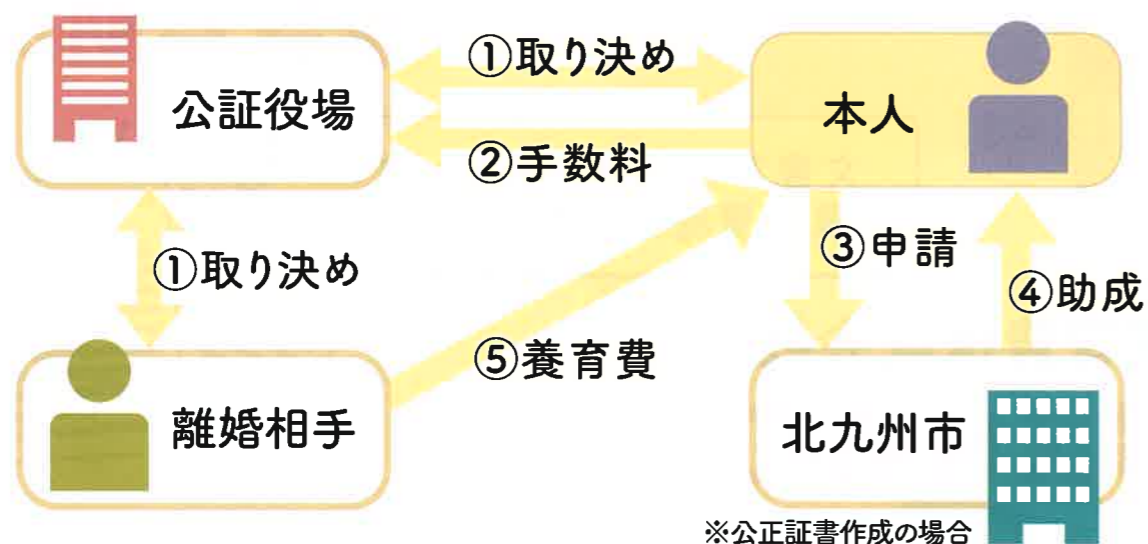 ①取り決め
公証役場
本人
②手数料
①取り決め
③申請
④助成
⑤養育費
離婚相手
北九州市
※公正証書作成の場合